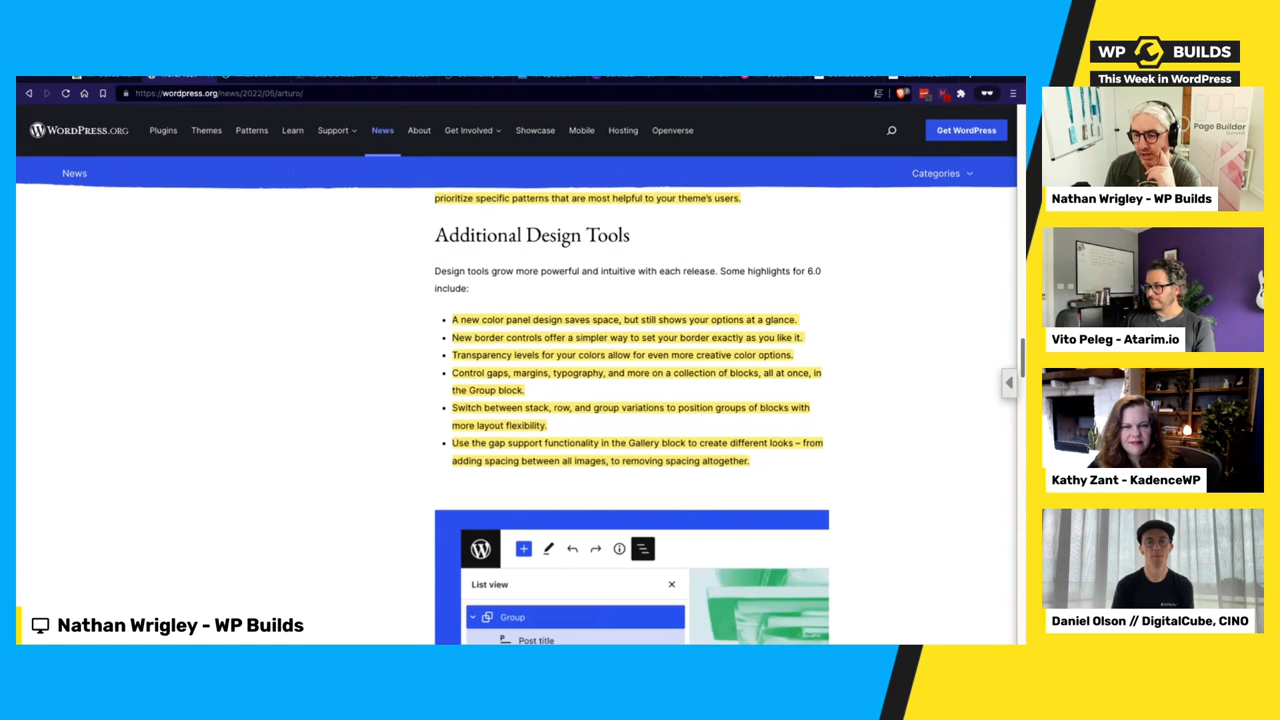 https://wordpress.org/news/2022/05/arturo/
WORDPRESS.ORG
Plugins
Themes
Patterns
Learn
Support
News
About
Get Involved
Showcase
Mobile
Hosting
Openverse
Get WordPress
News
Categories
prioritize specific patterns that are most helpful to your theme's users.
Additional Design Tools
Design tools grow more powerful and intuitive with each release. Some highlights for 6.0
include:
• A new color panel design saves space, but still shows your options at a glance.
• New border controls offer a simpler way to set your border exactly as you like it.
• Transparency levels for your colors allow for even more creative color options.
• Control gaps, margins, typography, and more on a collection of blocks, all at once, in
the Group block.
• Switch between stack, row, and group variations to position groups of blocks with
more layout flexibility.
• Use the gap support functionality in the Gallery block to create different looks – from
adding spacing between all images, to removing spacing altogether.
List view
Group
Post title
Nathan Wrigley - WP Builds
WP BUILDS
This Week in WordPress
Page Builder
Summit
Nathan Wrigley - WP Builds
Vito Peleg - Atarim.io
Kathy Zant - KadenceWP
Daniel Olson // DigitalCube, CINO